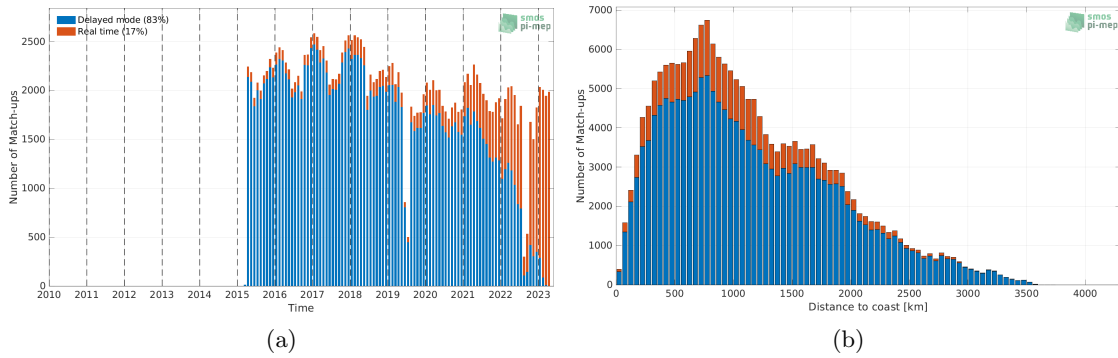 Delayed mode (83%)
Real time (17%)
smos
pi-mep
Number of Match-ups
2500
2000
1500
1000
500
0
2010 2011 2012 2013 2014 2015 2016 2017 2018 2019 2020 2021 2022 2023
Time
(a)
smos
pi-mep
Number of Match-ups
7000
6000
5000
4000
3000
2000
1000
0
0 500 1000 1500 2000 2500 3000 3500 4000
Distance to coast [km]
(b)